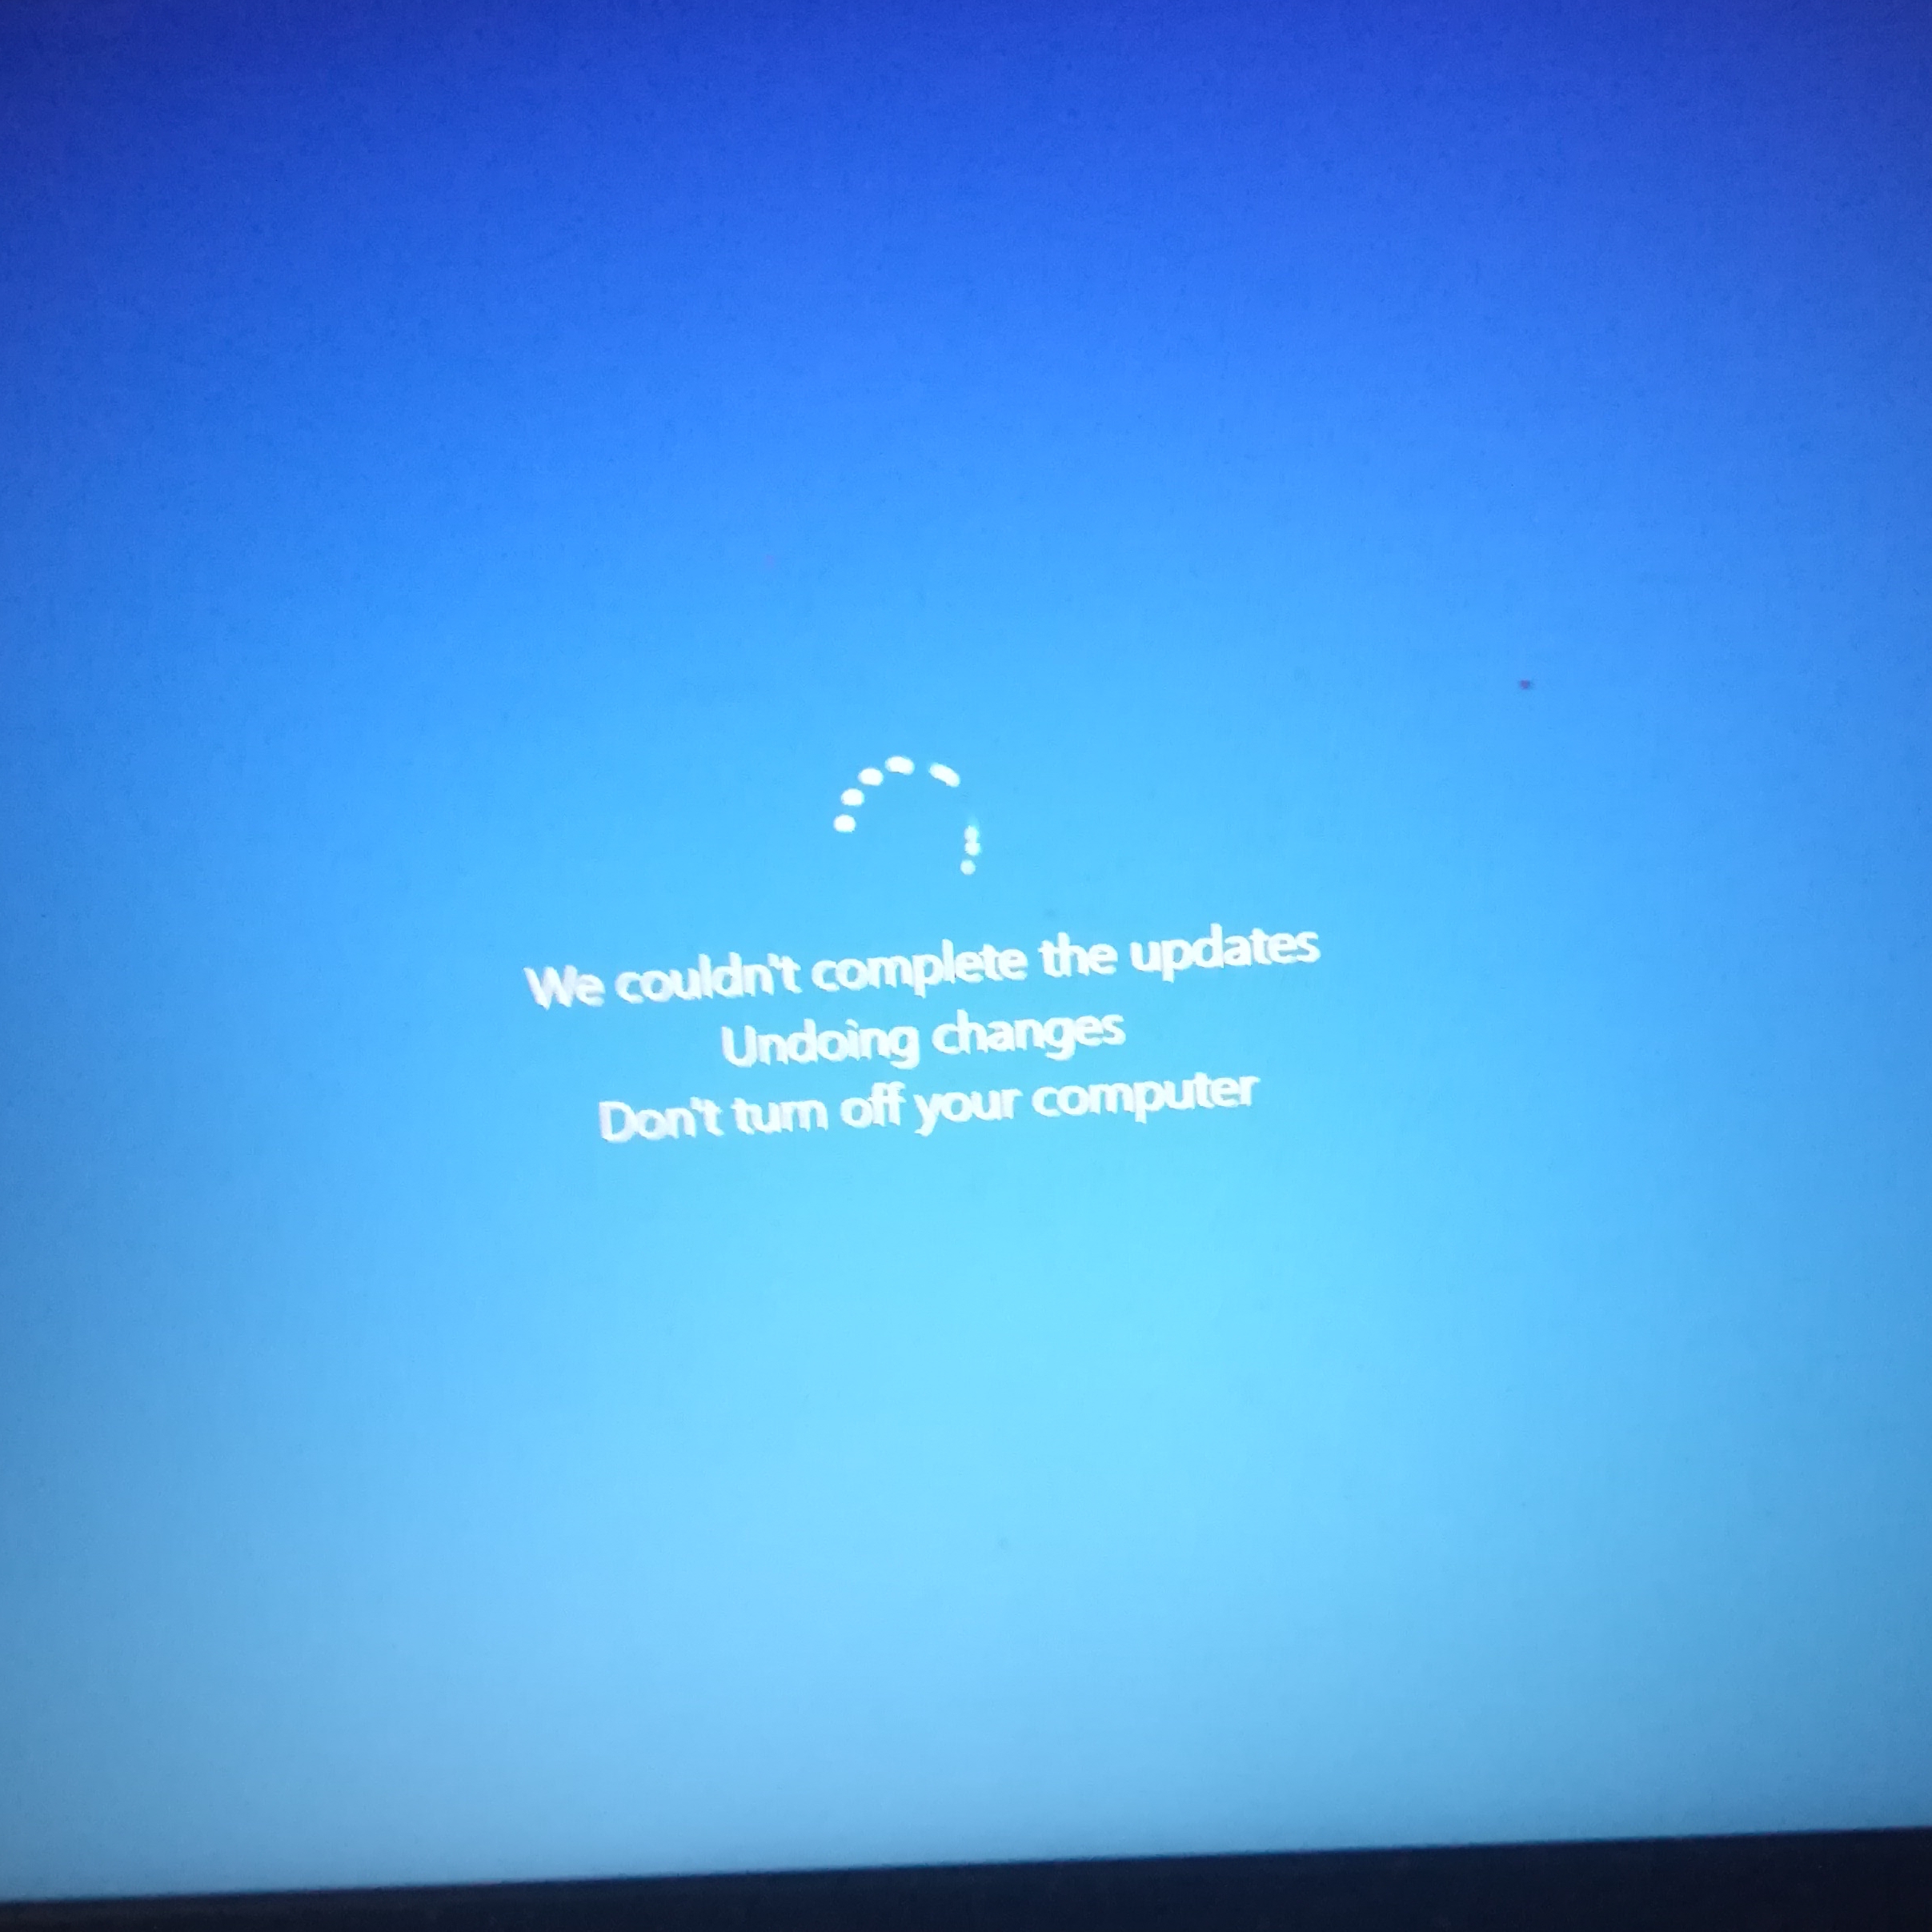 We couldn't complete the updates
Undoing changes
Don't turn off your computer